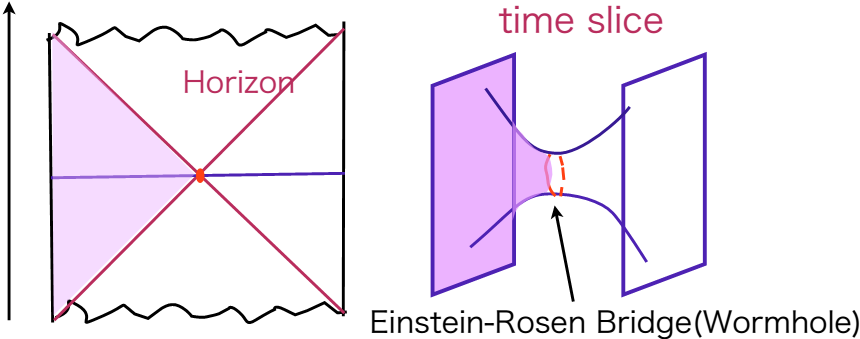 time slice
Horizon
Einstein-Rosen Bridge(Wormhole)